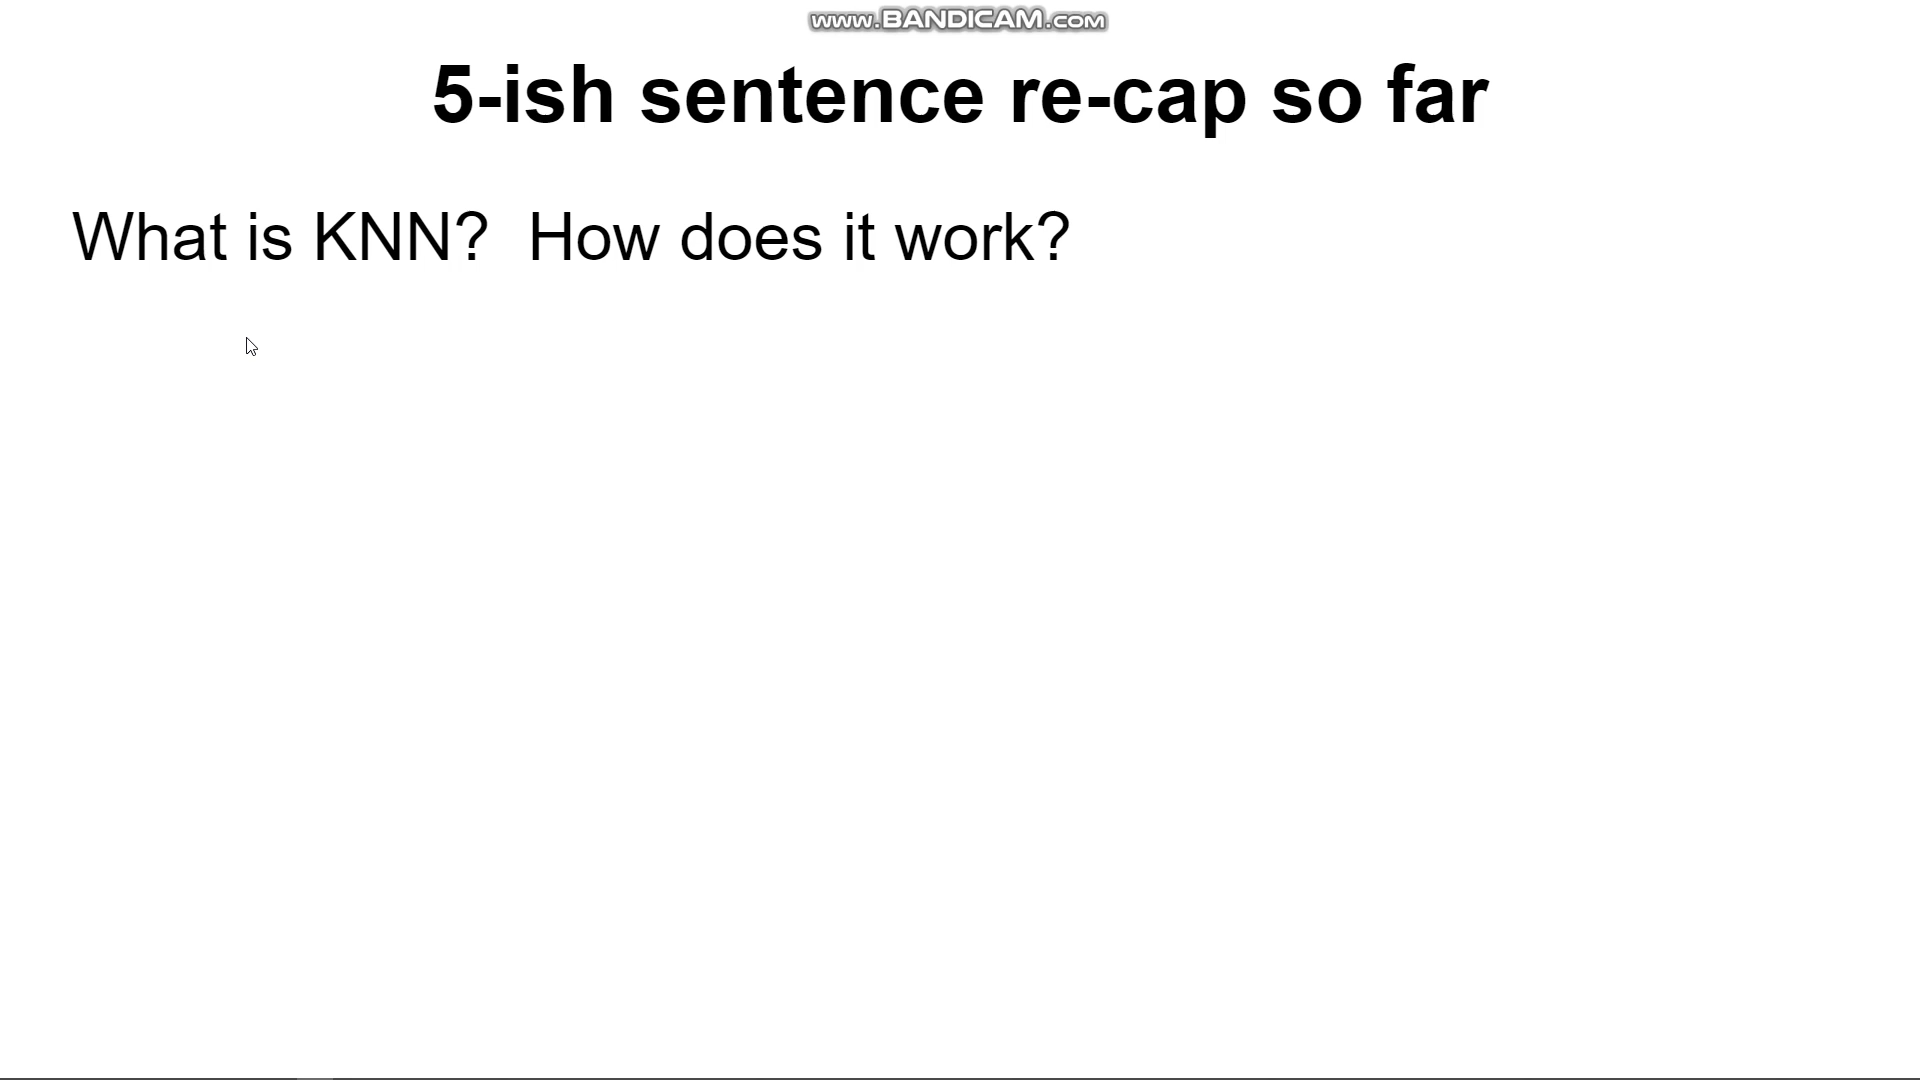 www.BANDICAM.com
5-ish sentence re-cap so far
What is KNN?  How does it work?